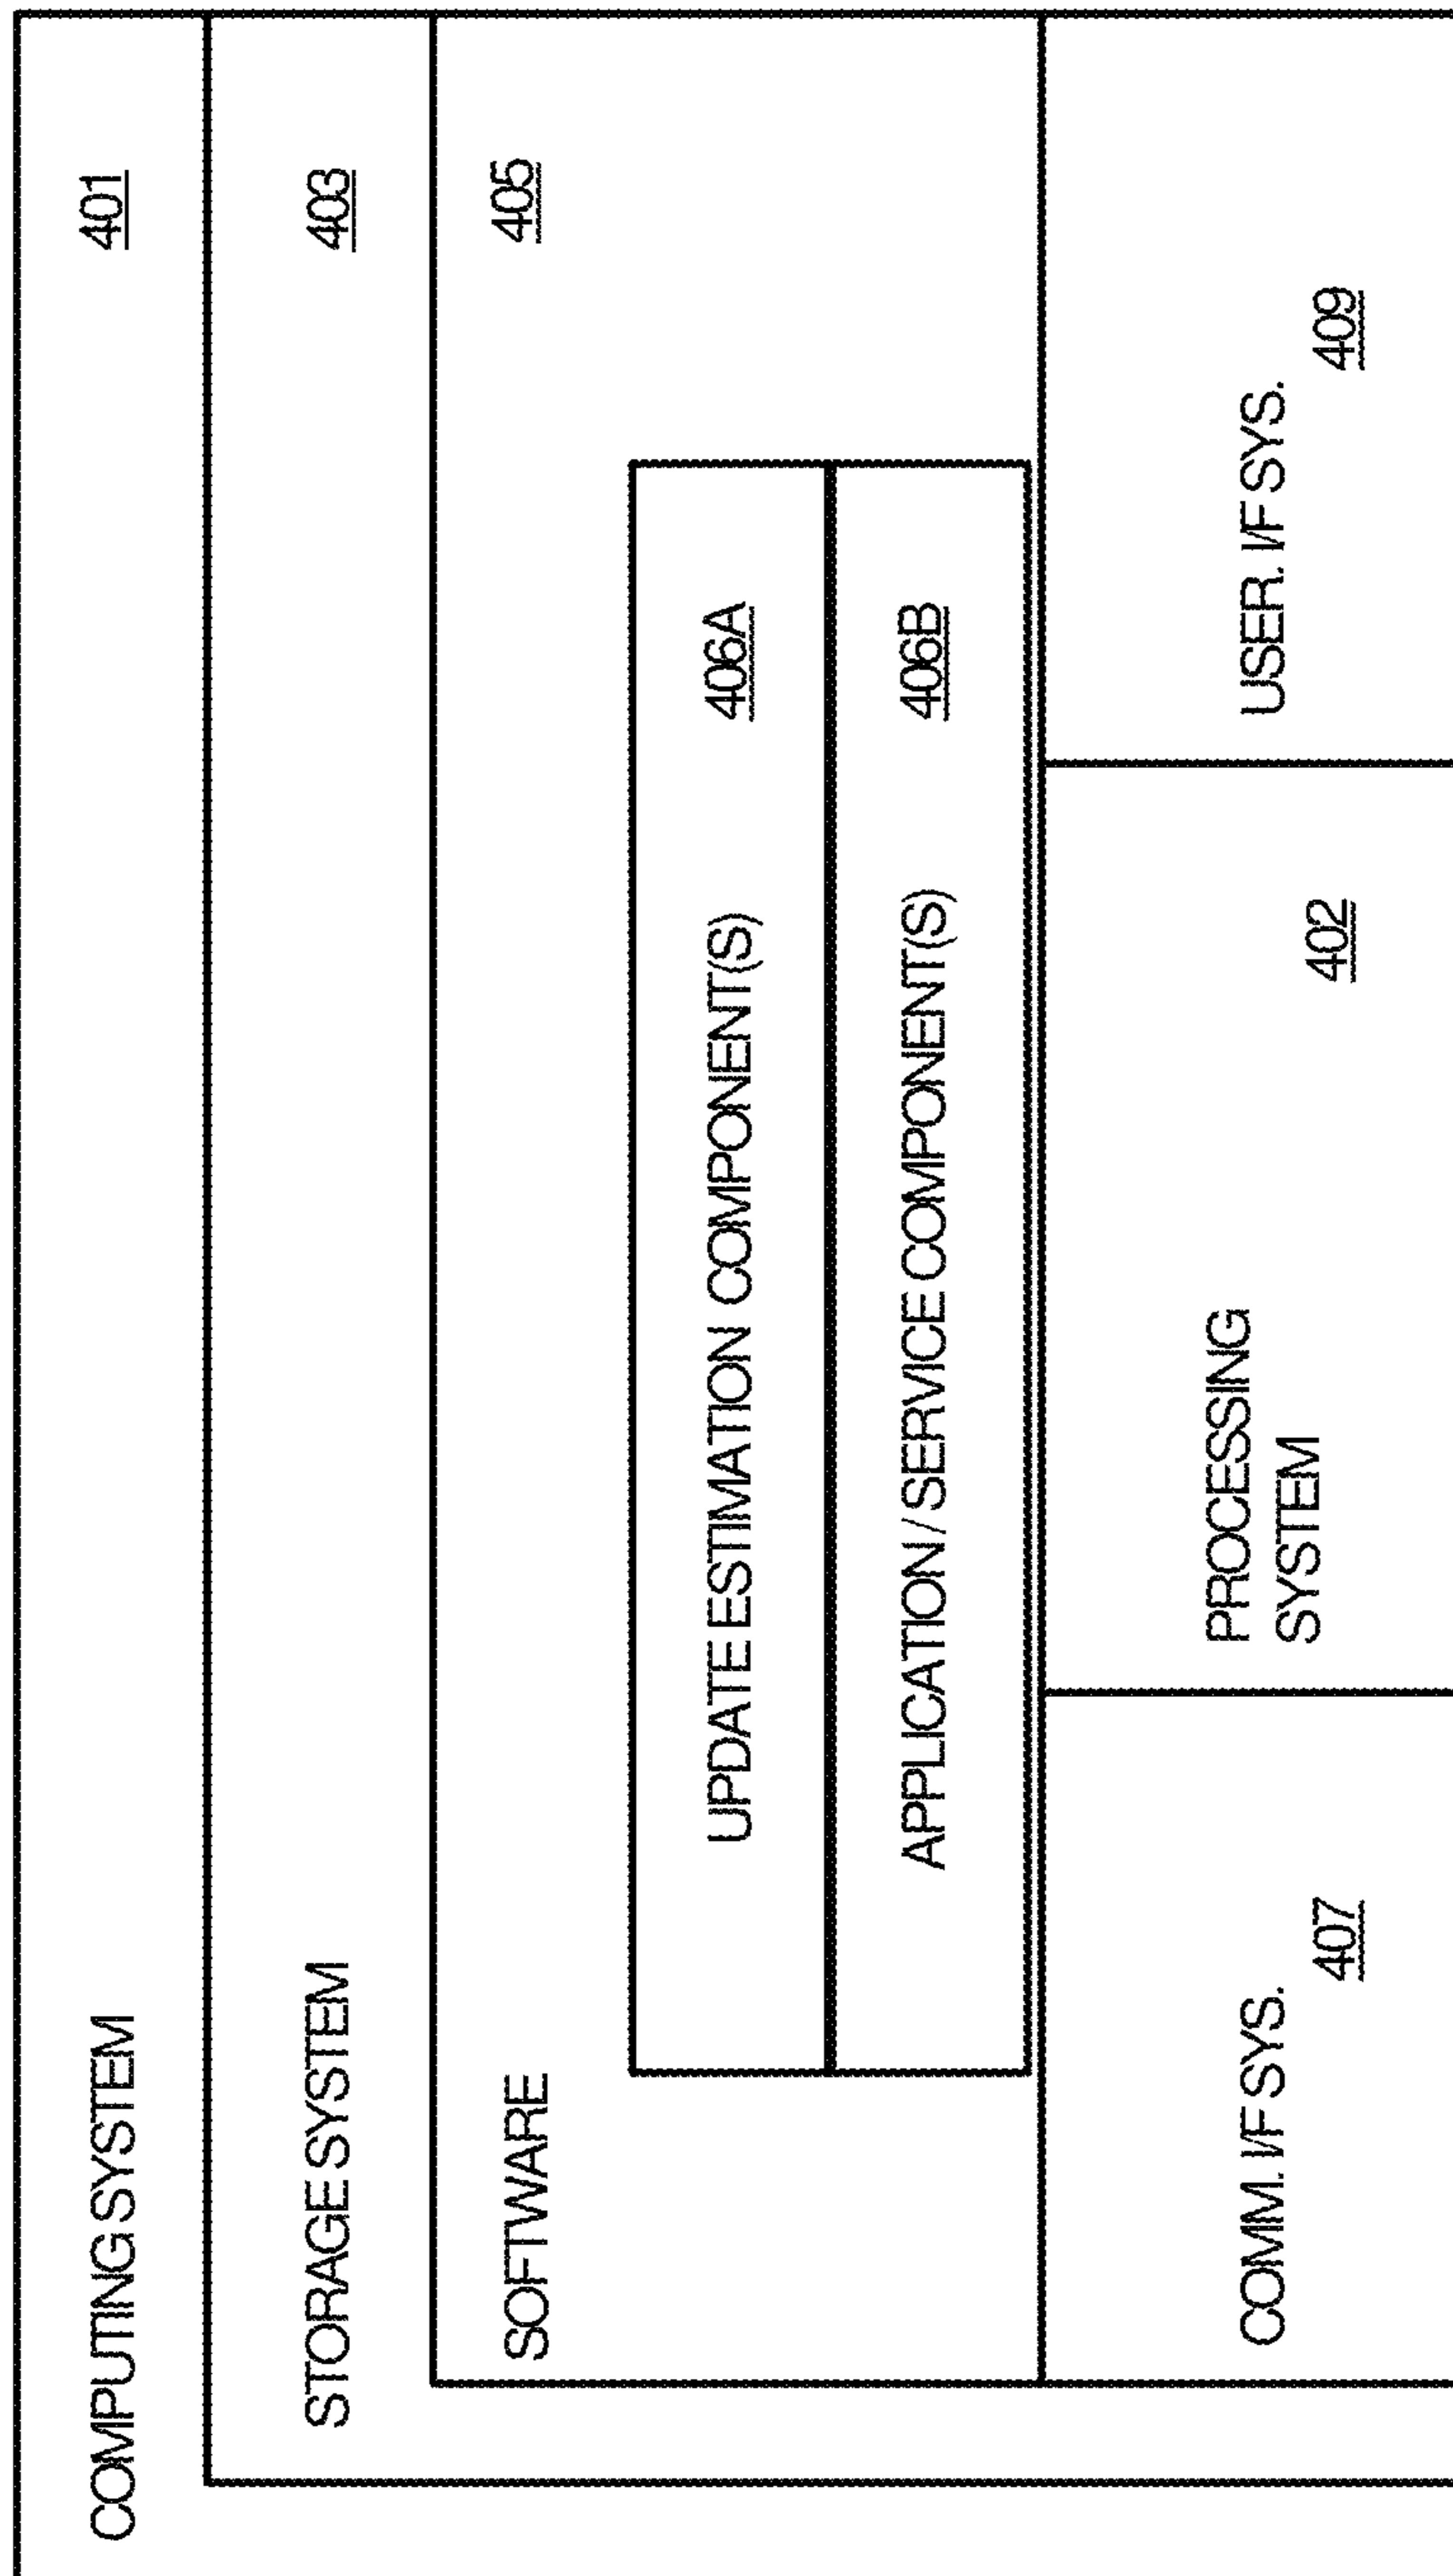 COMPUTING SYSTEM 401
STORAGE SYSTEM 403
SOFTWARE 405
UPDATE ESTIMATION COMPONENT(S) 406A
APPLICATION / SERVICE COMPONENT(S) 406B
COMM. I/F SYS.
407
PROCESSING
SYSTEM
402
USER. I/F SYS.
409